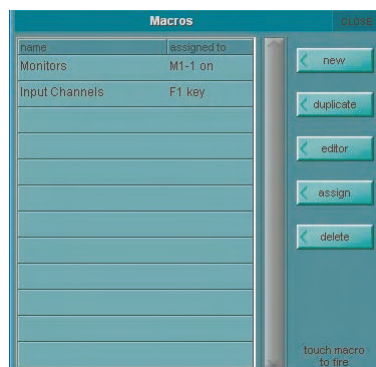 Macros CLOSE
name assigned to
Monitors M1-1 on
Input Channels F1 key
new
duplicate
editor
assign
delete
touch macro
to fire